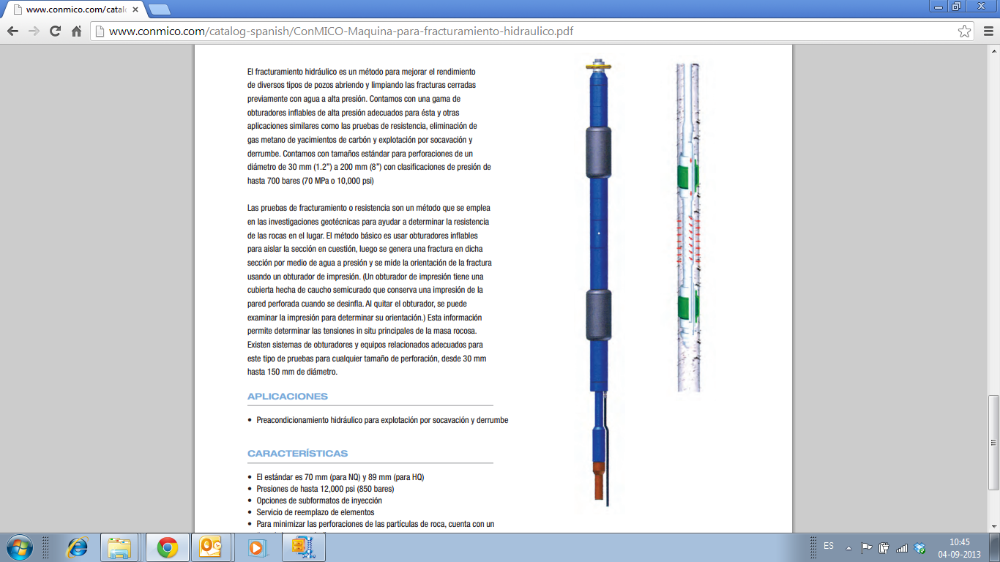 www.conmico.com/catal
www.conmico.com/catalog-spanish/ConMICO-Maquina-para-fracturamiento-hidraulico.pdf
El fracturamiento hidráulico es un método para mejorar el rendimiento
de diversos tipos de pozos abriendo y limpiando las fracturas cerradas
previamente con agua a alta presión. Contamos con una gama de
obturadores inflables de alta presión adecuados para ésta y otras
aplicaciones similares como las pruebas de resistencia, eliminación de
gas metano de yacimientos de carbón y explotación por socavación y
derrumbe. Contamos con tamaños estándar para perforaciones de un
diámetro de 30 mm (1.2”) a 200 mm (8”) con clasificaciones de presión de
hasta 700 bares (70 MPa o 10,000 psi)
Las pruebas de fracturamiento o resistencia son un método que se emplea
en las investigaciones geotécnicas para ayudar a determinar la resistencia
de las rocas en el lugar. El método básico es usar obturadores inflables
para aislar la sección en cuestión, luego se genera una fractura en dicha
sección por medio de agua a presión y se mide la orientación de la fractura
usando un obturador de impresión. (Un obturador de impresión tiene una
cubierta hecha de caucho semicurado que conserva una impresión de la
pared perforada cuando se desinfla. Al quitar el obturador, se puede
examinar la impresión para determinar su orientación.) Esta información
permite determinar las tensiones in situ principales de la masa rocosa.
Existen sistemas de obturadores y equipos relacionados adecuados para
este tipo de pruebas para cualquier tamaño de perforación, desde 30 mm
hasta 150 mm de diámetro.
APLICACIONES
• Preacondicionamiento hidráulico para explotación por socavación y derrumbe
CARACTERÍSTICAS
• El estándar es 70 mm (para NQ) y 89 mm (para HQ)
• Presiones de hasta 12,000 psi (850 bares)
• Opciones de subformatos de inyección
• Servicio de reemplazo de elementos
• Para minimizar las perforaciones de las partículas de roca, cuenta con un
ES
10:45
04-09-2013